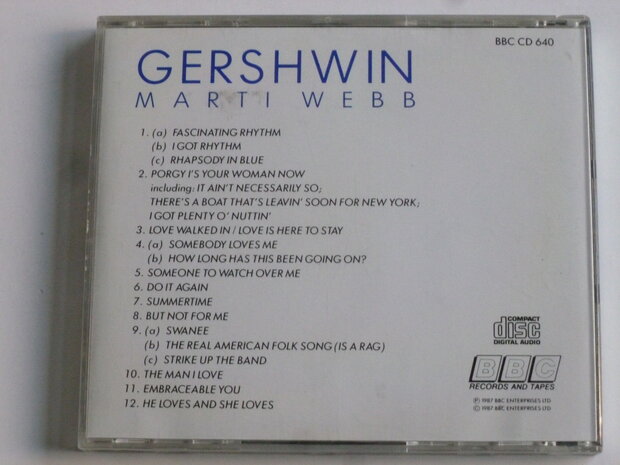 BBC CD 640
GERSHWIN
MARTI WEBB
1. (a) FASCINATING RHYTHM
(b) I GOT RHYTHM
(c) RHAPSODY IN BLUE
2. PORGY I'S YOUR WOMAN NOW
including: IT AIN'T NECESSARILY SO;
THERE'S A BOAT THAT'S LEAVIN' SOON FOR NEW YORK;
I GOT PLENTY O' NUTTIN'
3. LOVE WALKED IN / LOVE IS HERE TO STAY
4. (a) SOMEBODY LOVES ME
(b) HOW LONG HAS THIS BEEN GOING ON?
5. SOMEONE TO WATCH OVER ME
6. DO IT AGAIN
7. SUMMERTIME
8. BUT NOT FOR ME
9. (a) SWANEE
(b) THE REAL AMERICAN FOLK SONG (IS A RAG)
(c) STRIKE UP THE BAND
10. THE MAN I LOVE
11. EMBRACEABLE YOU
12. HE LOVES AND SHE LOVES
COMPACT
disc
DIGITAL AUDIO
BBC
RECORDS AND TAPES
℗ 1987 BBC ENTERPRISES LTD
© 1987 BBC ENTERPRISES LTD